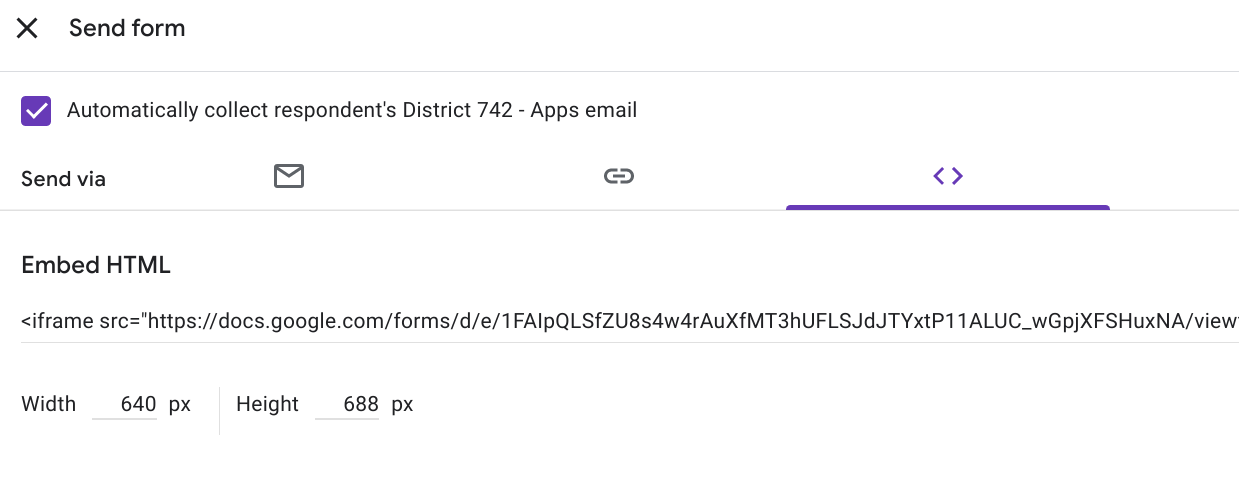 Send form
Automatically collect respondent's District 742 - Apps email
Send via
Embed HTML
<iframe src="https://docs.google.com/forms/d/e/1FAIpQLSfZU8s4w4rAuXfMT3hUFLSJdJTYxtP11ALUC_wGpjXFSHuxNA/view
Width 640 px Height 688 px